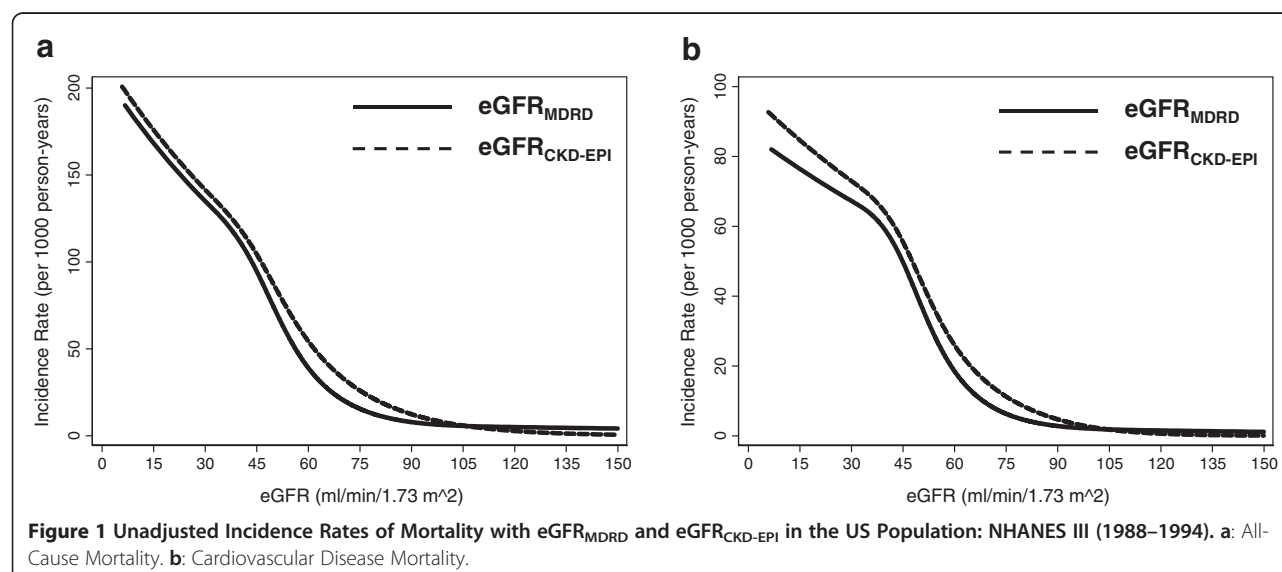 a
Incidence Rate (per 1000 person-years)
200
150
100
50
0
eGFRMDRD
eGFRCKD-EPI
0 15 30 45 60 75 90 105 120 135 150
eGFR (ml/min/1.73 m^2)
b
Incidence Rate (per 1000 person-years)
100
80
60
40
20
0
eGFRMDRD
eGFRCKD-EPI
0 15 30 45 60 75 90 105 120 135 150
eGFR (ml/min/1.73 m^2)
Figure 1 Unadjusted Incidence Rates of Mortality with eGFRMDRD and eGFRCKD-EPI in the US Population: NHANES III (1988–1994). a: All-
Cause Mortality. b: Cardiovascular Disease Mortality.